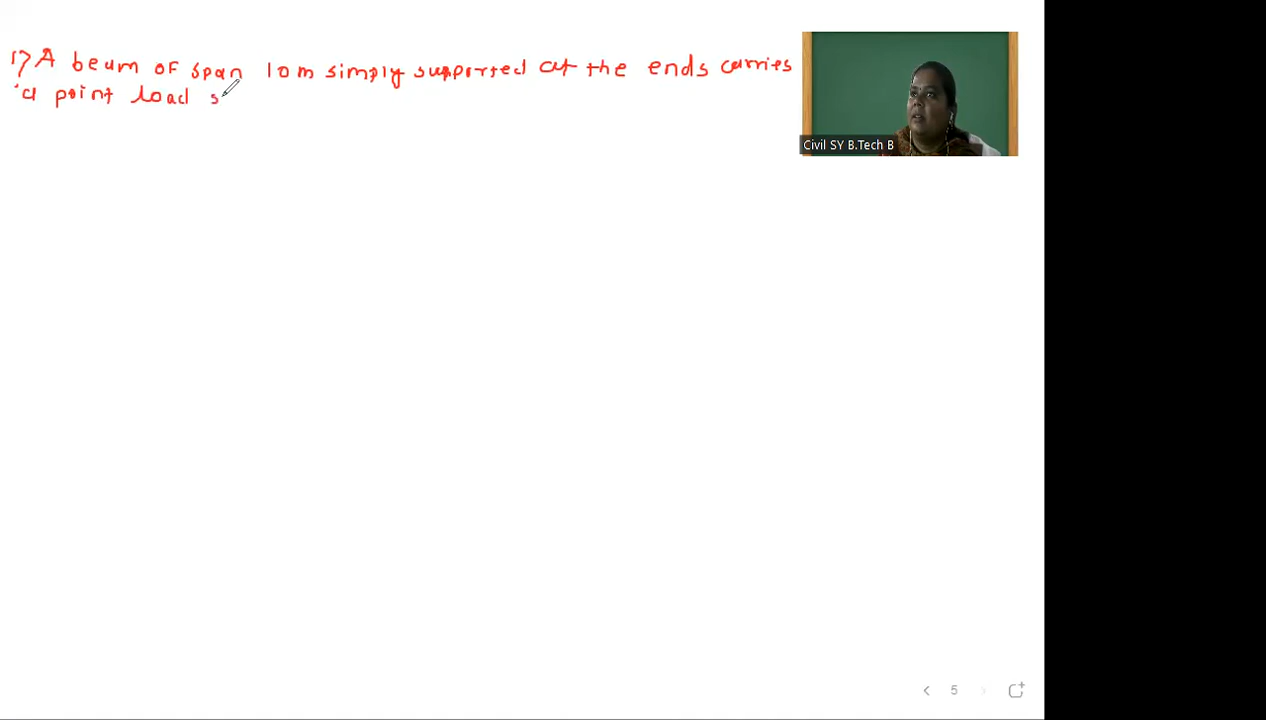 1) A beam of span 10m simply supported at the ends carries
a point load s
Civil SY B.Tech B
5